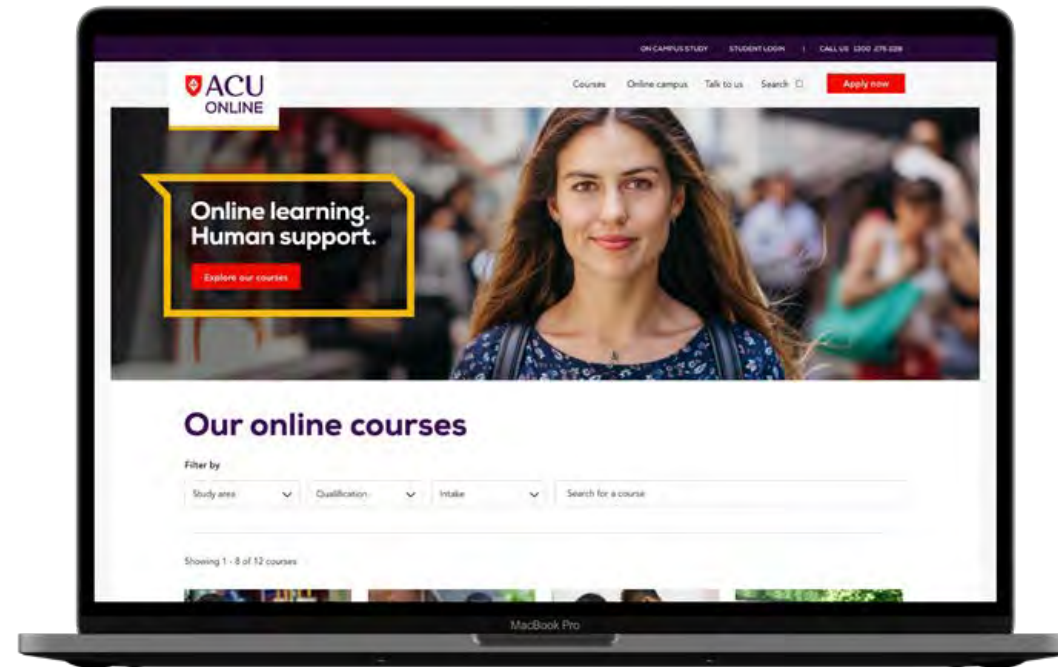 ON CAMPUS STUDY STUDENT LOGIN | CALL US 1300 275 228
ACU
ONLINE
Courses Online campus Talk to us Search Apply now
Online learning.
Human support.
Explore our courses
Our online courses
Filter by
Study area Qualification Intake Search for a course
Showing 1 - 8 of 12 courses
MacBook Pro